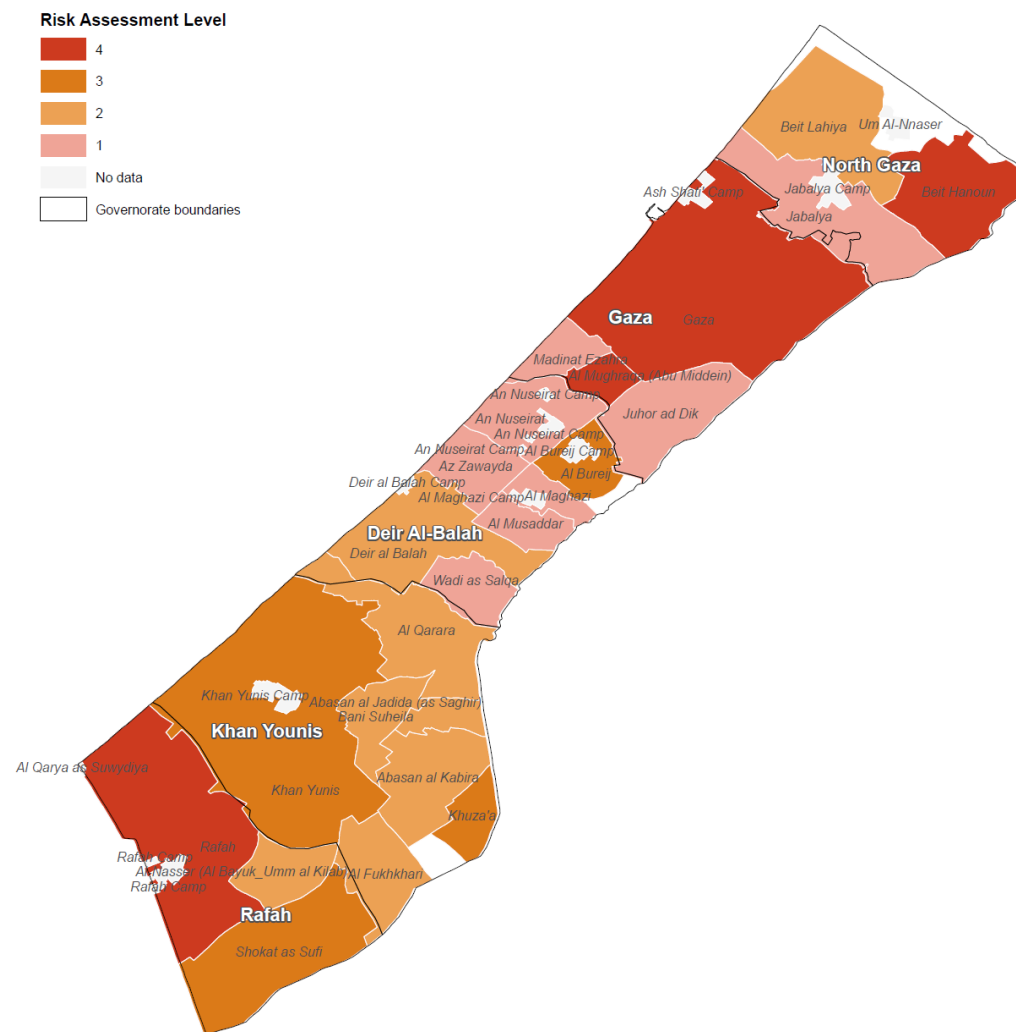 Risk Assessment Level
4
3
2
1
No data
Governorate boundaries
Beit Lahiya
Um Al-Nnaser
North Gaza
Ash Shati' Camp
Jabalya Camp
Beit Hanoun
Jabalya
Gaza
Gaza
Madinat Ezahra
Al Mughraqa (Abu Middein)
An Nuseirat Camp
Juhor ad Dik
An Nuseirat
An Nuseirat Camp
An Nuseirat Camp
Al Bureij Camp
Az Zawayda
Al Bureij
Deir al Balah Camp
Al Maghazi Camp
Al Maghazi
Al Musaddar
Deir Al-Balah
Deir al Balah
Wadi as Salqa
Al Qarara
Khan Yunis Camp
Abasan al Jadida (as Saghir)
Bani Suheila
Khan Younis
Al Qarya as Suwydiya
Abasan al Kabira
Khan Yunis
Khuza'a
Rafah
Rafah Camp
Al-Nasser (Al Bayuk_Umm al Kilab)
Al Fukhkhari
Rafah Camp
Rafah
Shokat as Sufi